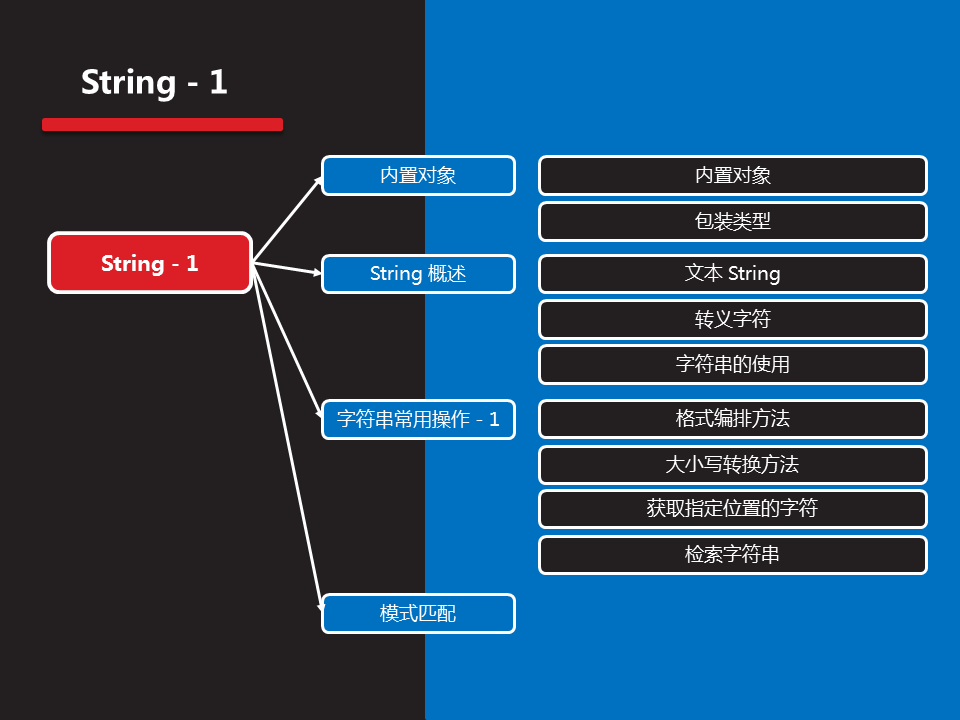 String - 1
String - 1
内置对象
内置对象
包装类型
String 概述
文本 String
转义字符
字符串的使用
字符串常用操作 - 1
格式编排方法
大小写转换方法
获取指定位置的字符
检索字符串
模式匹配